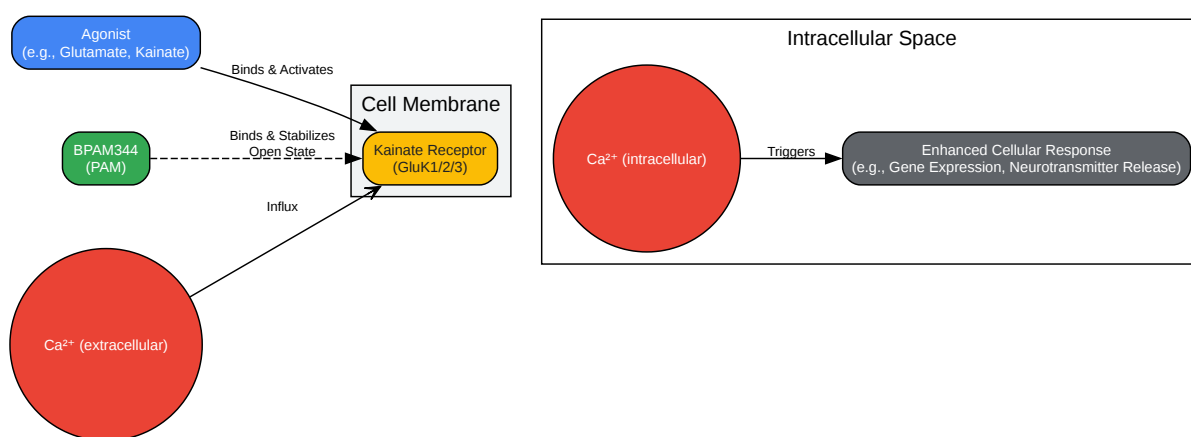 Agonist
(e.g., Glutamate, Kainate)
Binds & Activates
Cell Membrane
BPAM344
(PAM)
Binds & Stabilizes
Open State
Kainate Receptor
(GluK1/2/3)
Influx
Ca²⁺ (extracellular)
Intracellular Space
Ca²⁺ (intracellular)
Triggers
Enhanced Cellular Response
(e.g., Gene Expression, Neurotransmitter Release)